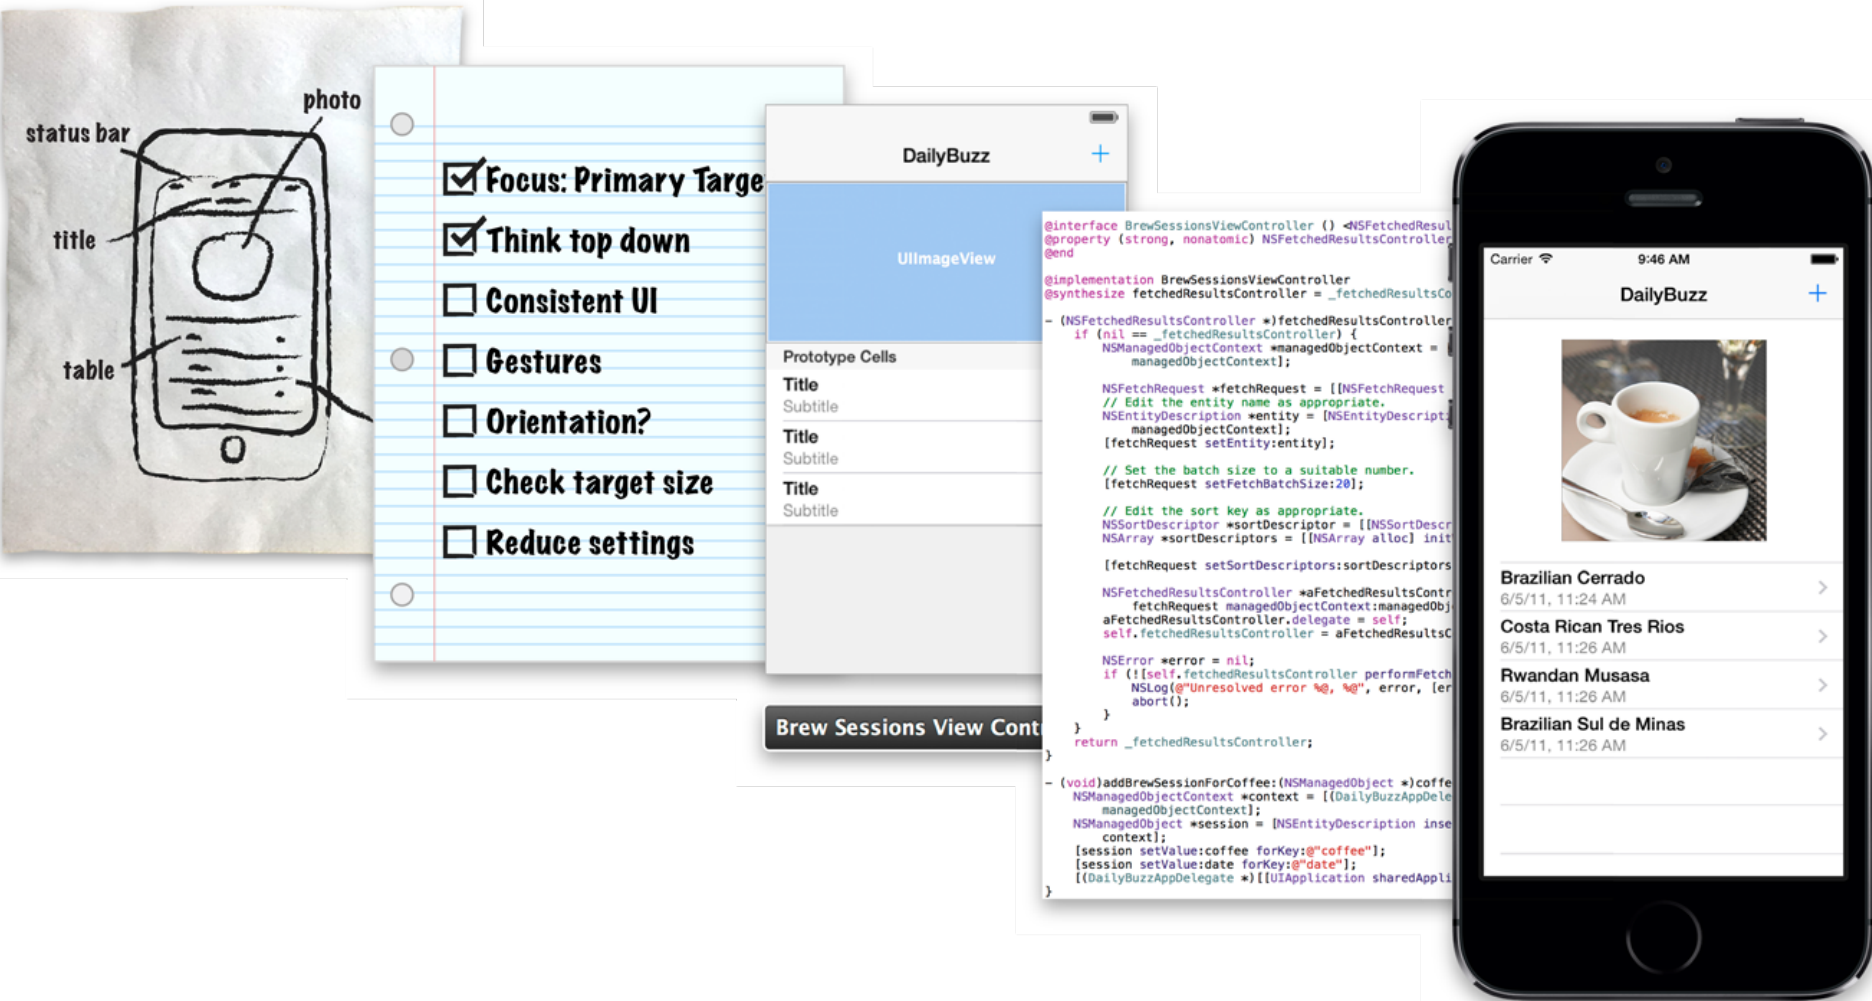 photo
status bar
title
table
Focus: Primary Targe
Think top down
Consistent UI
Gestures
Orientation?
Check target size
Reduce settings
DailyBuzz +
UIImageView
Prototype Cells
Title
Subtitle
Title
Subtitle
Title
Subtitle
Brew Sessions View Cont
@interface BrewSessionsViewController () <NSFetchedResul
@property (strong, nonatomic) NSFetchedResultsController
@end
@implementation BrewSessionsViewController
@synthesize fetchedResultsController = _fetchedResultsCo
- (NSFetchedResultsController *)fetchedResultsController
if (nil == _fetchedResultsController) {
NSManagedObjectContext *managedObjectContext =
managedObjectContext];
NSFetchRequest *fetchRequest = [[NSFetchRequest
// Edit the entity name as appropriate.
NSEntityDescription *entity = [NSEntityDescripti
managedObjectContext];
[fetchRequest setEntity:entity];
// Set the batch size to a suitable number.
[fetchRequest setFetchBatchSize:20];
// Edit the sort key as appropriate.
NSSortDescriptor *sortDescriptor = [[NSSortDescr
NSArray *sortDescriptors = [[NSArray alloc] init
[fetchRequest setSortDescriptors:sortDescriptors
NSFetchedResultsController *aFetchedResultsContr
fetchRequest managedObjectContext:managedObj
aFetchedResultsController.delegate = self;
self.fetchedResultsController = aFetchedResultsC
NSError *error = nil;
if (![self.fetchedResultsController performFetch
NSLog(@"Unresolved error %@, %@", error, [er
abort();
}
}
return _fetchedResultsController;
}
- (void)addBrewSessionForCoffee:(NSManagedObject *)coffe
NSManagedObjectContext *context = [(DailyBuzzAppDele
managedObjectContext];
NSManagedObject *session = [NSEntityDescription inse
context];
[session setValue:coffee forKey:@"coffee"];
[session setValue:date forKey:@"date"];
[(DailyBuzzAppDelegate *)[[UIApplication sharedAppli
}
Carrier 9:46 AM
DailyBuzz +
Brazilian Cerrado
6/5/11, 11:24 AM
Costa Rican Tres Rios
6/5/11, 11:26 AM
Rwandan Musasa
6/5/11, 11:26 AM
Brazilian Sul de Minas
6/5/11, 11:26 AM